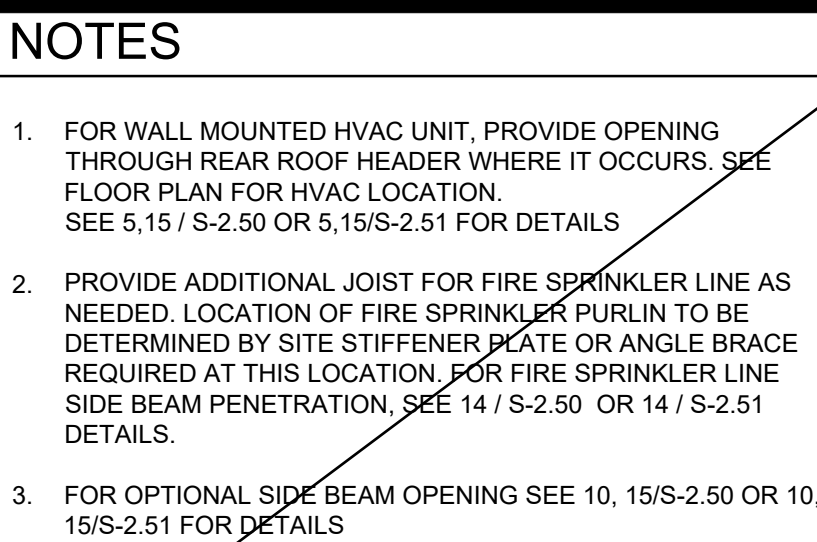 NOTES
1. FOR WALL MOUNTED HVAC UNIT, PROVIDE OPENING
THROUGH REAR ROOF HEADER WHERE IT OCCURS. SEE
FLOOR PLAN FOR HVAC LOCATION.
SEE 5,15 / S-2.50 OR 5,15/S-2.51 FOR DETAILS
2. PROVIDE ADDITIONAL JOIST FOR FIRE SPRINKLER LINE AS
NEEDED. LOCATION OF FIRE SPRINKLER PURLIN TO BE
DETERMINED BY SITE STIFFENER PLATE OR ANGLE BRACE
REQUIRED AT THIS LOCATION. FOR FIRE SPRINKLER LINE
SIDE BEAM PENETRATION, SEE 14 / S-2.50 OR 14 / S-2.51
DETAILS.
3. FOR OPTIONAL SIDE BEAM OPENING SEE 10, 15/S-2.50 OR 10,
15/S-2.51 FOR DETAILS